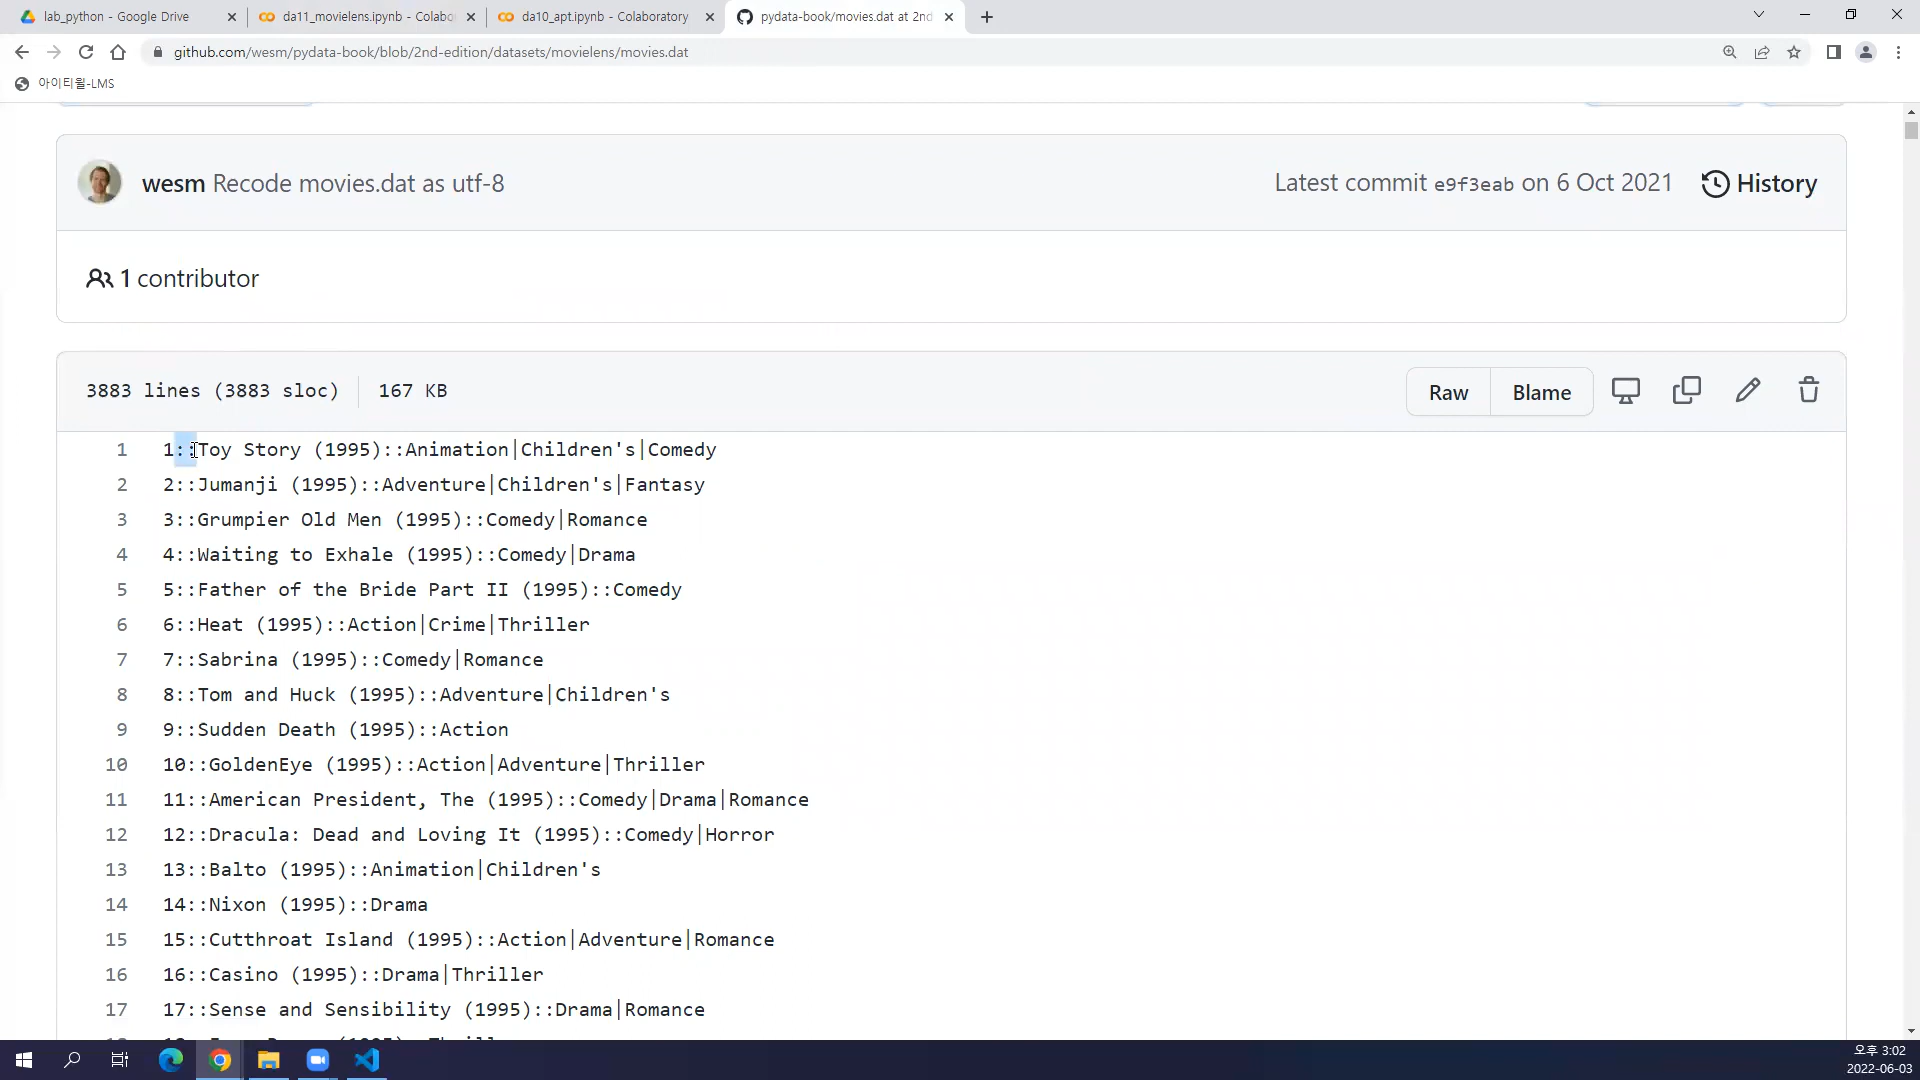 lab_python - Google Drive
da11_movielens.ipynb - Colabo
da10_apt.ipynb - Colaboratory
pydata-book/movies.dat at 2nd
github.com/wesm/pydata-book/blob/2nd-edition/datasets/movielens/movies.dat
아이티윌-LMS
wesm Recode movies.dat as utf-8
Latest commit e9f3eab on 6 Oct 2021
History
1 contributor
3883 lines (3883 sloc)
167 KB
Raw
Blame
1 1::Toy Story (1995)::Animation|Children's|Comedy
2 2::Jumanji (1995)::Adventure|Children's|Fantasy
3 3::Grumpier Old Men (1995)::Comedy|Romance
4 4::Waiting to Exhale (1995)::Comedy|Drama
5 5::Father of the Bride Part II (1995)::Comedy
6 6::Heat (1995)::Action|Crime|Thriller
7 7::Sabrina (1995)::Comedy|Romance
8 8::Tom and Huck (1995)::Adventure|Children's
9 9::Sudden Death (1995)::Action
10 10::GoldenEye (1995)::Action|Adventure|Thriller
11 11::American President, The (1995)::Comedy|Drama|Romance
12 12::Dracula: Dead and Loving It (1995)::Comedy|Horror
13 13::Balto (1995)::Animation|Children's
14 14::Nixon (1995)::Drama
15 15::Cutthroat Island (1995)::Action|Adventure|Romance
16 16::Casino (1995)::Drama|Thriller
17 17::Sense and Sensibility (1995)::Drama|Romance
오후 3:02
2022-06-03